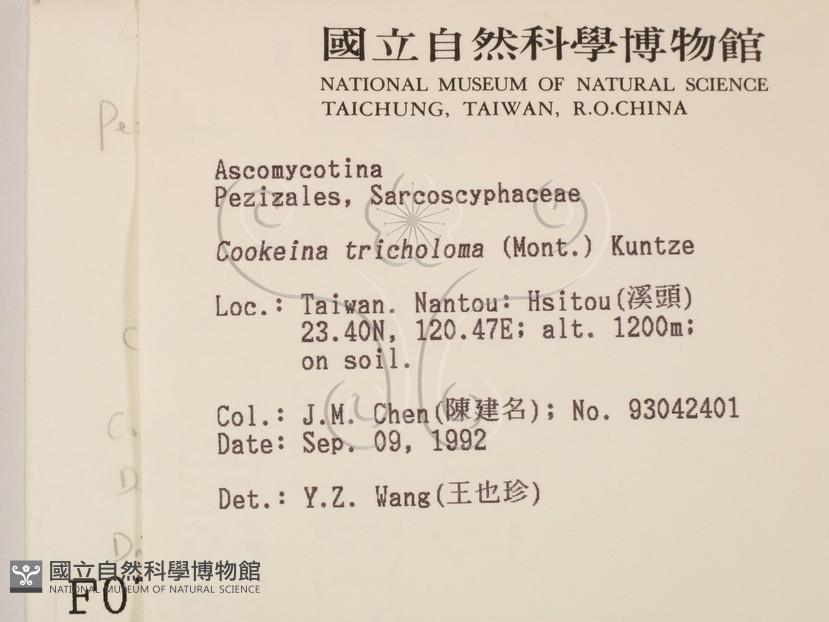 國立自然科學博物館
NATIONAL MUSEUM OF NATURAL SCIENCE
TAICHUNG, TAIWAN, R.O.CHINA
Ascomycotina
Pezizales, Sarcoscyphaceae
Cookeina tricholoma (Mont.) Kuntze
Loc.: Taiwan. Nantou: Hsitou(溪頭)
23.40N, 120.47E; alt. 1200m;
on soil.
Col.: J.M. Chen(陳建名); No. 93042401
Date: Sep. 09, 1992
Det.: Y.Z. Wang(王也珍)
國立自然科學博物館
NATIONAL MUSEUM OF NATURAL SCIENCE
F0